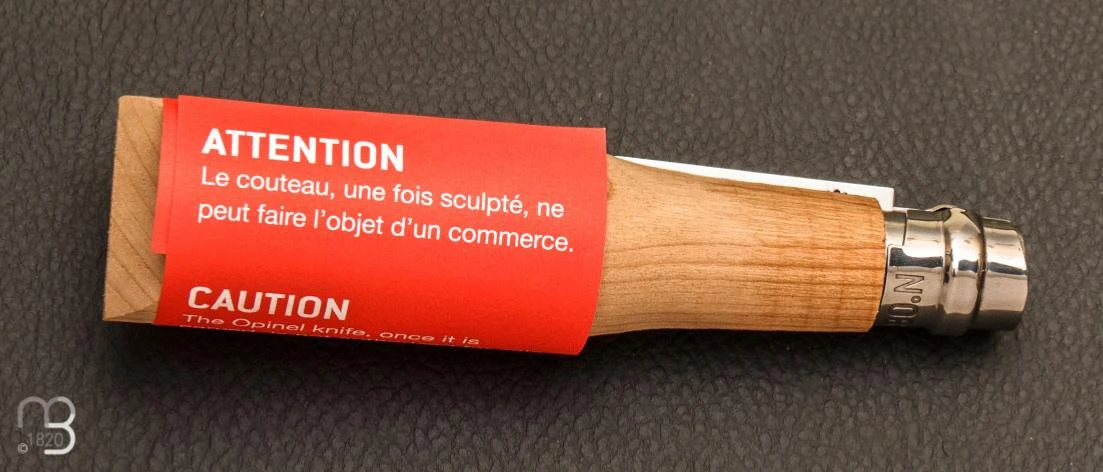 ATTENTION
Le couteau, une fois sculpté, ne
peut faire l'objet d'un commerce.
CAUTION
The Opinel knife, once it is
N°
©1820